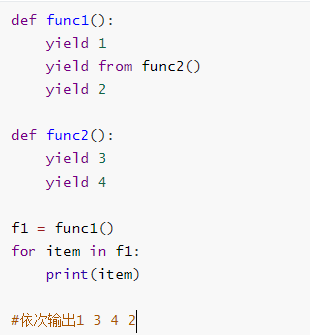 def func1():
    yield 1
    yield from func2()
    yield 2

def func2():
    yield 3
    yield 4

f1 = func1()
for item in f1:
    print(item)

#依次输出1 3 4 2